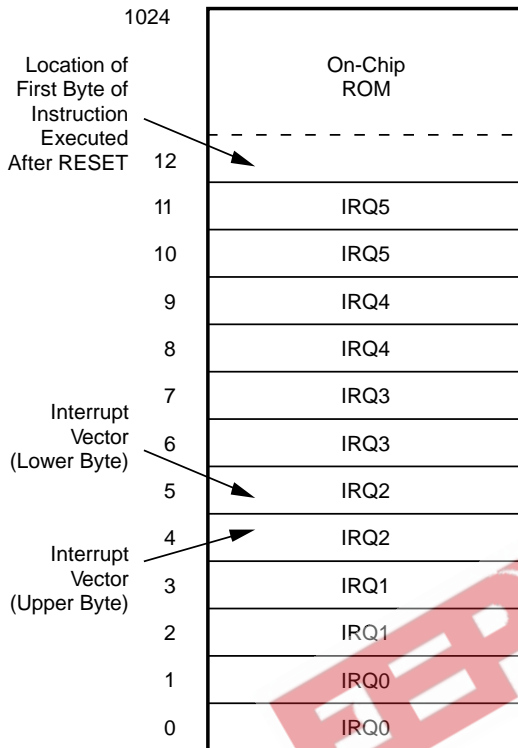 1024
Location of
First Byte of
Instruction
Executed
After RESET
On-Chip
ROM
12
11 IRQ5
10 IRQ5
9 IRQ4
8 IRQ4
7 IRQ3
6 IRQ3
Interrupt
Vector
(Lower Byte)
5 IRQ2
4 IRQ2
Interrupt
Vector
(Upper Byte)
3 IRQ1
2 IRQ1
1 IRQ0
0 IRQ0